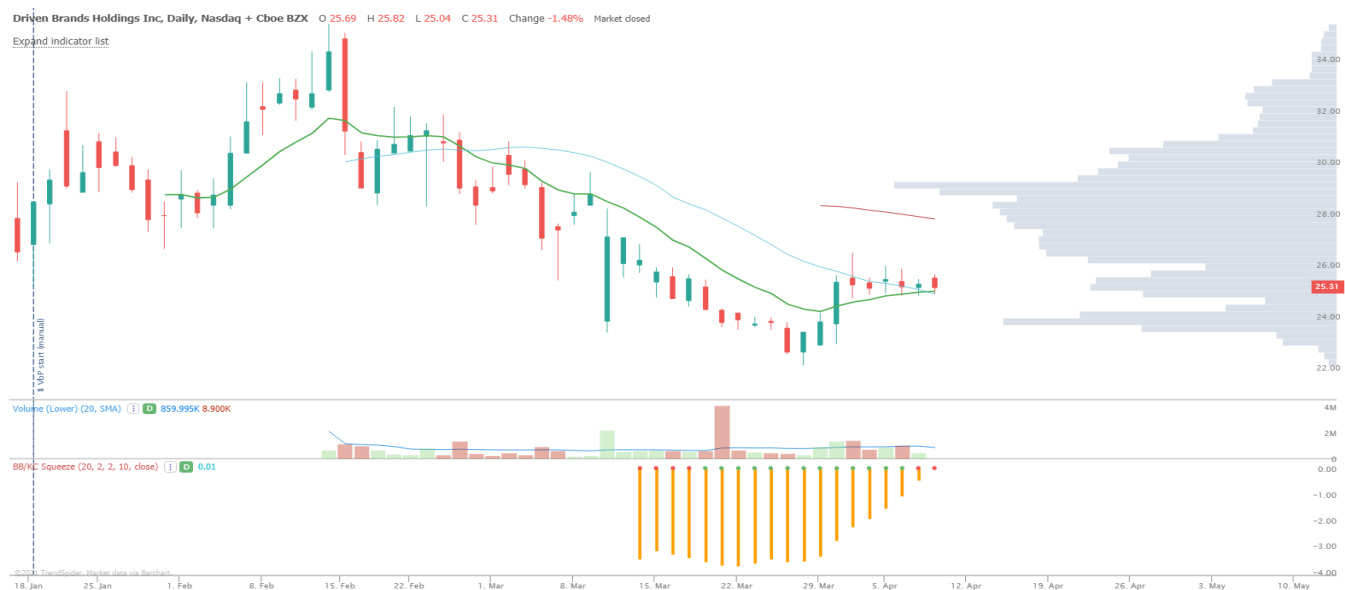 Driven Brands Holdings Inc, Daily, Nasdaq + Cboe BZX O 25.69 H 25.82 L 25.04 C 25.31 Change -1.48% Market closed
Expand indicator list
34.00
32.00
30.00
28.00
26.00
25.31
24.00
22.00
VbP start (manual)
Volume (Lower) (20, SMA) D 859.995K 8.900K
4M
2M
0
BB/KC Squeeze (20, 2, 2, 10, close) D 0.01
0.00
-1.00
-2.00
-3.00
-4.00
TrendSpider. Market data via Barchart
18. Jan 25. Jan 1. Feb 8. Feb 15. Feb 22. Feb 1. Mar 8. Mar 15. Mar 22. Mar 29. Mar 5. Apr 12. Apr 19. Apr 26. Apr 3. May 10. May